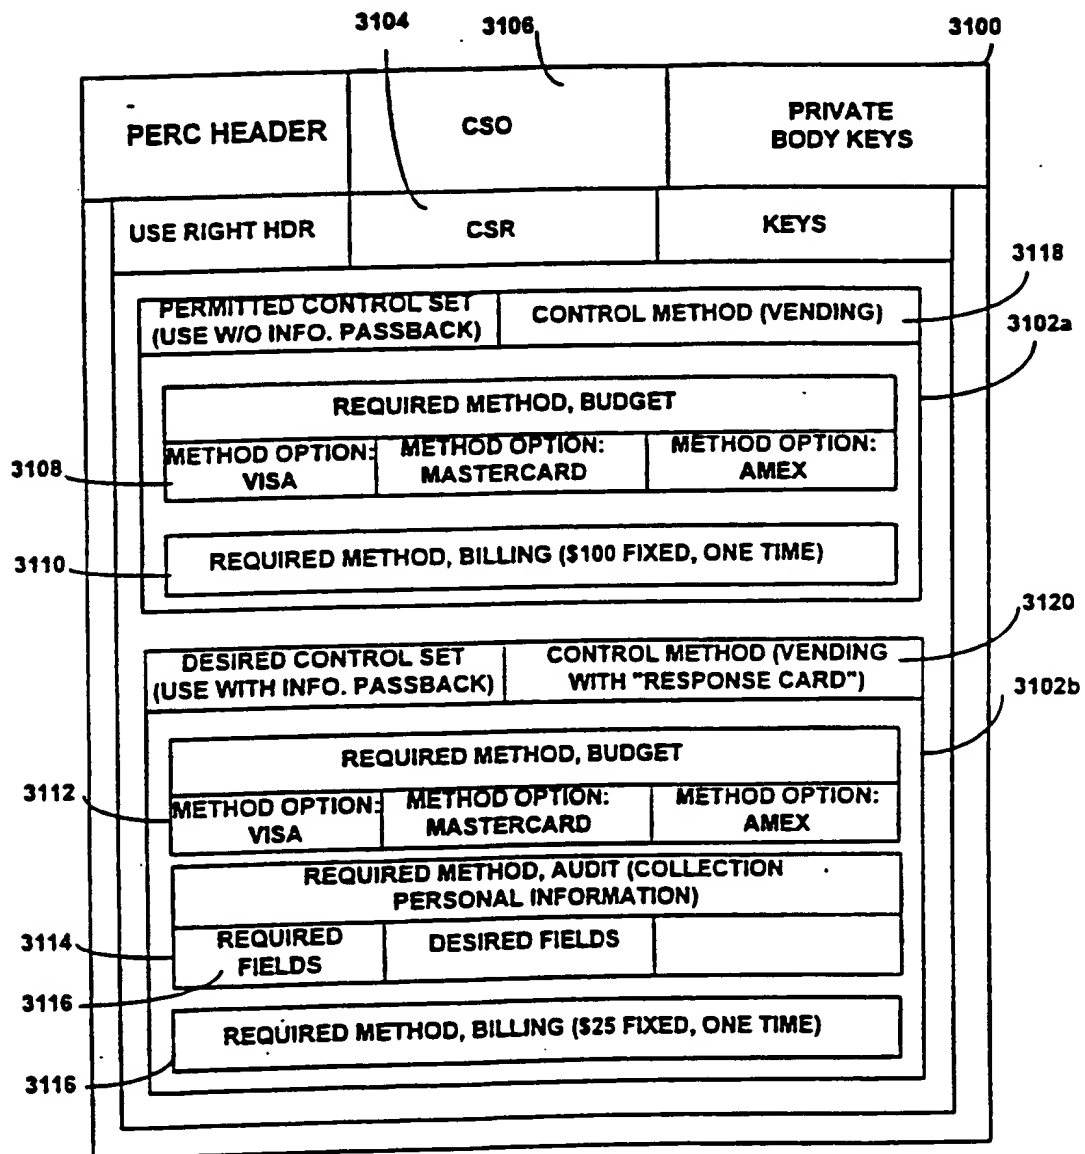 3104
3106
3100
PERC HEADER
CSO
PRIVATE
BODY KEYS
USE RIGHT HDR
CSR
KEYS
3118
PERMITTED CONTROL SET
(USE W/O INFO. PASSBACK)
CONTROL METHOD (VENDING)
3102a
REQUIRED METHOD, BUDGET
3108
METHOD OPTION:
VISA
METHOD OPTION:
MASTERCARD
METHOD OPTION:
AMEX
3110
REQUIRED METHOD, BILLING ($100 FIXED, ONE TIME)
3120
DESIRED CONTROL SET
(USE WITH INFO. PASSBACK)
CONTROL METHOD (VENDING
WITH "RESPONSE CARD")
3102b
REQUIRED METHOD, BUDGET
3112
METHOD OPTION:
VISA
METHOD OPTION:
MASTERCARD
METHOD OPTION:
AMEX
REQUIRED METHOD, AUDIT (COLLECTION
PERSONAL INFORMATION)
3114
REQUIRED
FIELDS
DESIRED FIELDS
3116
REQUIRED METHOD, BILLING ($25 FIXED, ONE TIME)
3116